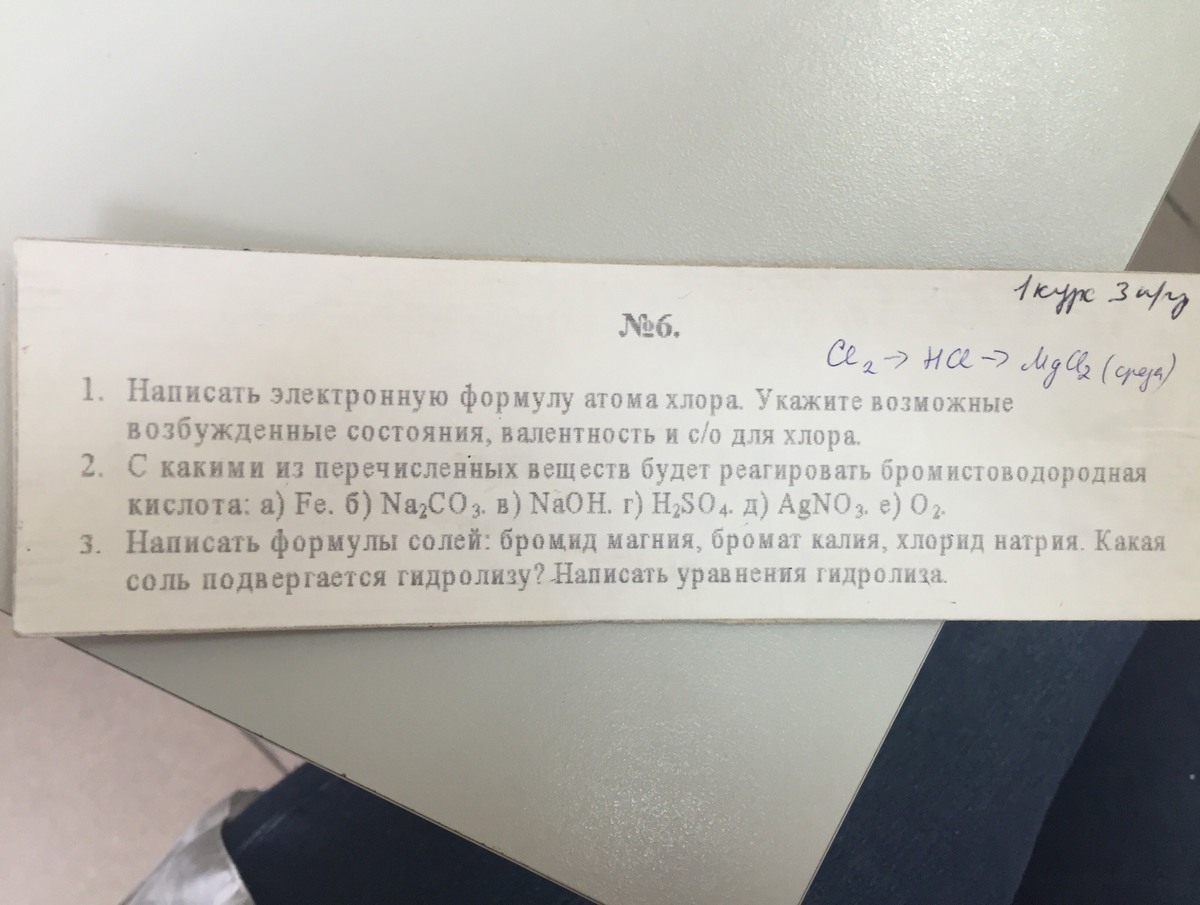 1 курс 3 п/г
№6.
Cl₂ → HCl → MgCl₂ (среда)
1. Написать электронную формулу атома хлора. Укажите возможные
возбужденные состояния, валентность и с/о для хлора.
2. С какими из перечисленных веществ будет реагировать бромистоводородная
кислота: а) Fe. б) Na₂CO₃. в) NaOH. г) H₂SO₄. д) AgNO₃. е) O₂.
3. Написать формулы солей: бромид магния, бромат калия, хлорид натрия. Какая
соль подвергается гидролизу? Написать уравнения гидролиза.